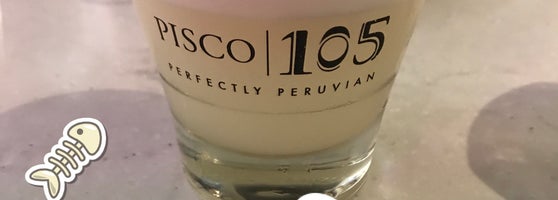 PISCO | 105
PERFECTLY PERUVIAN